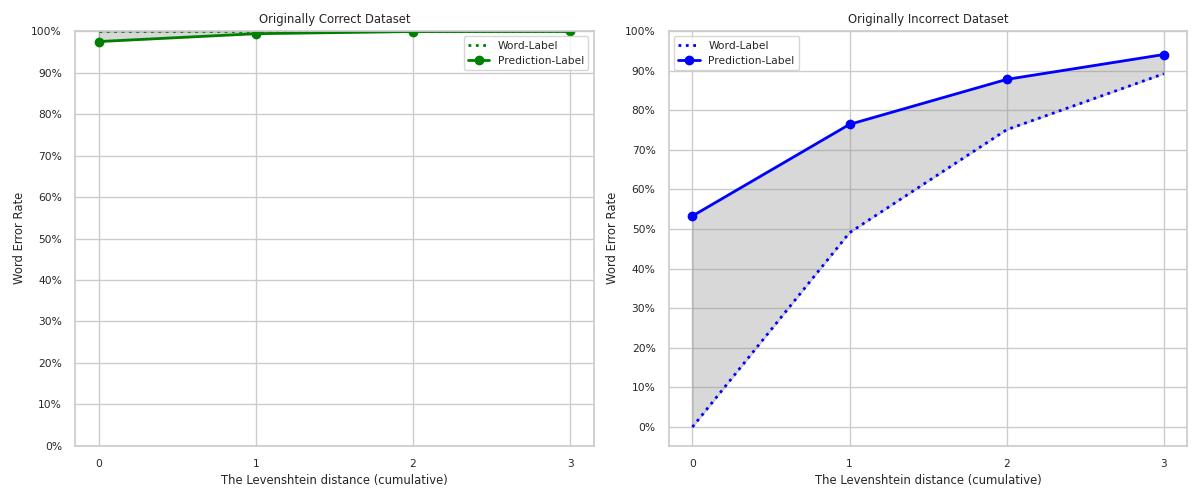 Originally Correct Dataset
100%
90%
80%
70%
60%
50%
40%
30%
20%
10%
0%
Word Error Rate
Word-Label
Prediction-Label
0 1 2 3
The Levenshtein distance (cumulative)
Originally Incorrect Dataset
100%
90%
80%
70%
60%
50%
40%
30%
20%
10%
0%
Word Error Rate
Word-Label
Prediction-Label
0 1 2 3
The Levenshtein distance (cumulative)